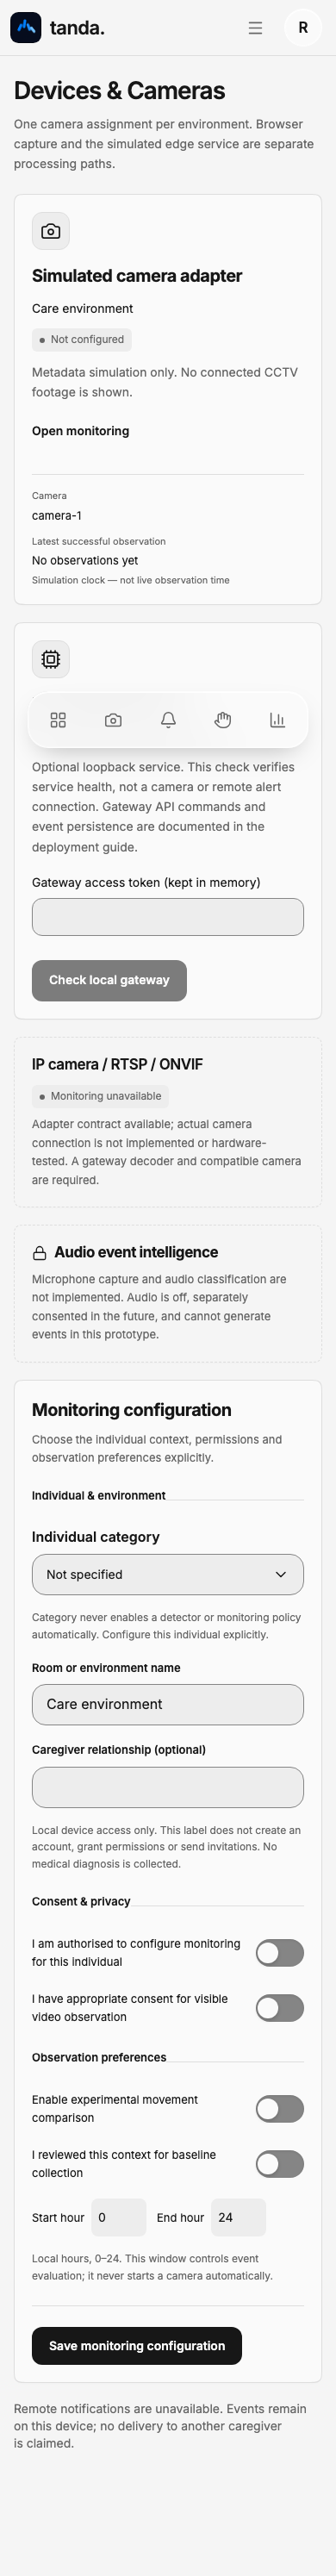 tanda.
R
Devices & Cameras
One camera assignment per environment. Browser
capture and the simulated edge service are separate
processing paths.
Simulated camera adapter
Care environment
Not configured
Metadata simulation only. No connected CCTV
footage is shown.
Open monitoring
Camera
camera-1
Latest successful observation
No observations yet
Simulation clock — not live observation time
Optional loopback service. This check verifies
service health, not a camera or remote alert
connection. Gateway API commands and
event persistence are documented in the
deployment guide.
Gateway access token (kept in memory)
Check local gateway
IP camera / RTSP / ONVIF
Monitoring unavailable
Adapter contract available; actual camera
connection is not implemented or hardware-
tested. A gateway decoder and compatible camera
are required.
Audio event intelligence
Microphone capture and audio classification are
not implemented. Audio is off, separately
consented in the future, and cannot generate
events in this prototype.
Monitoring configuration
Choose the individual context, permissions and
observation preferences explicitly.
Individual & environment
Individual category
Not specified
Category never enables a detector or monitoring policy
automatically. Configure this individual explicitly.
Room or environment name
Care environment
Caregiver relationship (optional)
Local device access only. This label does not create an
account, grant permissions or send invitations. No
medical diagnosis is collected.
Consent & privacy
I am authorised to configure monitoring
for this individual
I have appropriate consent for visible
video observation
Observation preferences
Enable experimental movement
comparison
I reviewed this context for baseline
collection
Start hour 0 End hour 24
Local hours, 0–24. This window controls event
evaluation; it never starts a camera automatically.
Save monitoring configuration
Remote notifications are unavailable. Events remain
on this device; no delivery to another caregiver
is claimed.